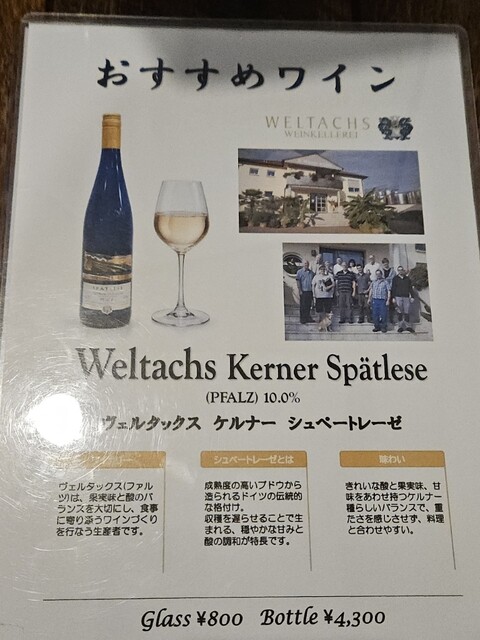 おすすめワイン
WELTACHS
WEINKELLEREI
SPÄTLESE
Weltachs Kerner Spätlese
(PFALZ) 10.0%
ヴェルタックス ケルナー シュペートレーゼ
リー
ヴェルタックス(ファル
ツ)は、果実味と酸のバ
ランスを大切にし、食事
に寄り添うワインづくり
を行なう生産者です。
シュペートレーゼとは
成熟度の高いブドウから
造られるドイツの伝統的
な格付け。
収穫を遅らせることで生
まれる、穏やかな甘みと
酸の調和が特長です。
味わい
きれいな酸と果実味、甘
味をあわせ持つケルナー
種らしいバランスで、重
たさを感じさせず、料理
と合わせやすい。
Glass ¥800 Bottle ¥4,300